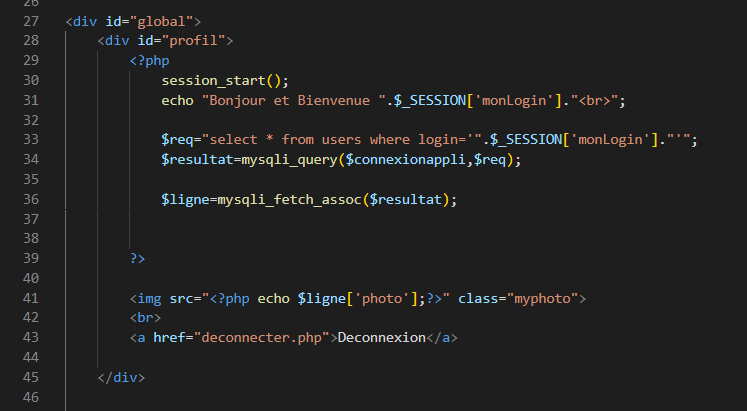 26
27 <div id="global">
28 <div id="profil">
29 <?php
30 session_start();
31 echo "Bonjour et Bienvenue ".$_SESSION['monLogin']."<br>";
32
33 $req="select * from users where login='".$_SESSION['monLogin']."'";
34 $resultat=mysqli_query($connexionappli,$req);
35
36 $ligne=mysqli_fetch_assoc($resultat);
37
38
39 ?>
40
41 <img src="<?php echo $ligne['photo'];?>" class="myphoto">
42 <br>
43 <a href="deconnecter.php">Deconnexion</a>
44
45 </div>
46